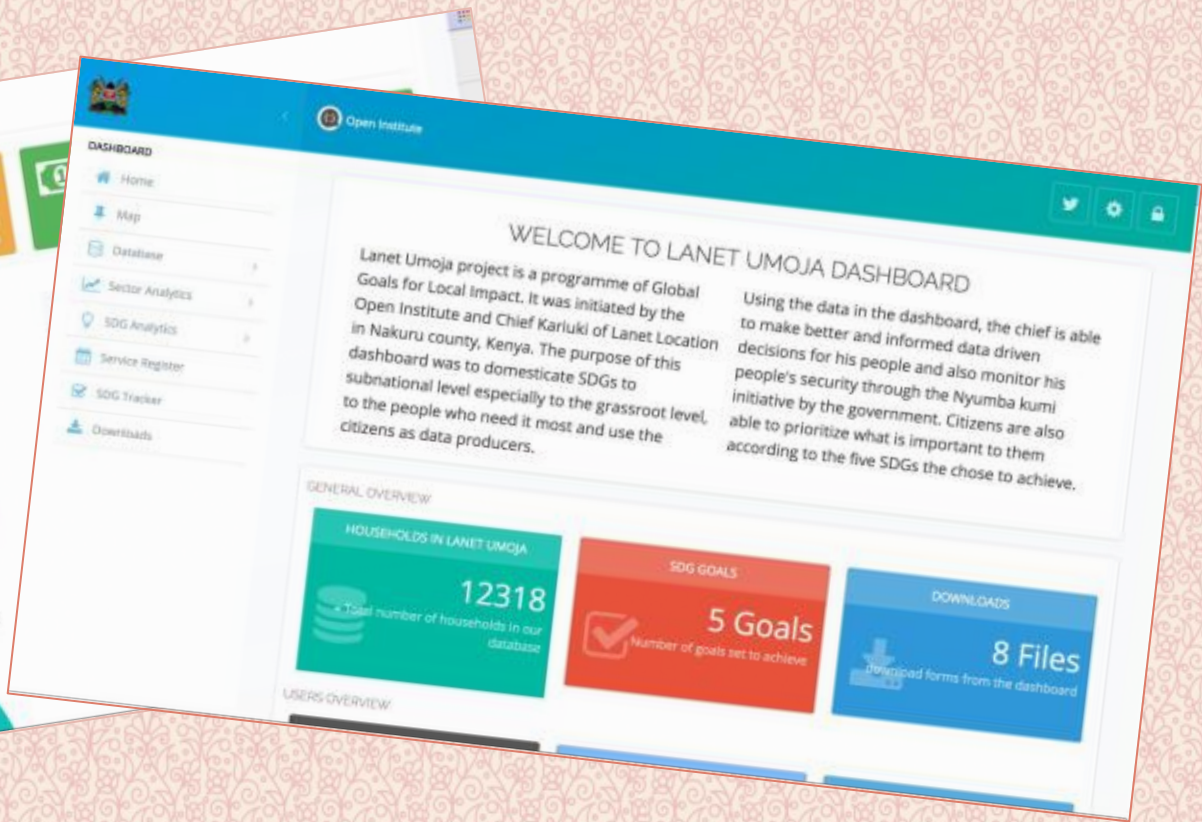 Open Institute
DASHBOARD
Home
Map
Database
Sector Analytics
SDG Analytics
Service Register
SDG Tracker
Downloads
WELCOME TO LANET UMOJA DASHBOARD
Lanet Umoja project is a programme of Global
Goals for Local Impact. It was initiated by the
Open Institute and Chief Kariuki of Lanet Location
in Nakuru county, Kenya. The purpose of this
dashboard was to domesticate SDGs to
subnational level especially to the grassroot level,
to the people who need it most and use the
citizens as data producers.
Using the data in the dashboard, the chief is able
to make better and informed data driven
decisions for his people and also monitor his
people's security through the Nyumba kumi
initiative by the government. Citizens are also
able to prioritize what is important to them
according to the five SDGs the chose to achieve.
GENERAL OVERVIEW
HOUSEHOLDS IN LANET UMOJA
12318
Total number of households in our
database
SDG GOALS
5 Goals
Number of goals set to achieve
DOWNLOADS
8 Files
download forms from the dashboard
USERS OVERVIEW